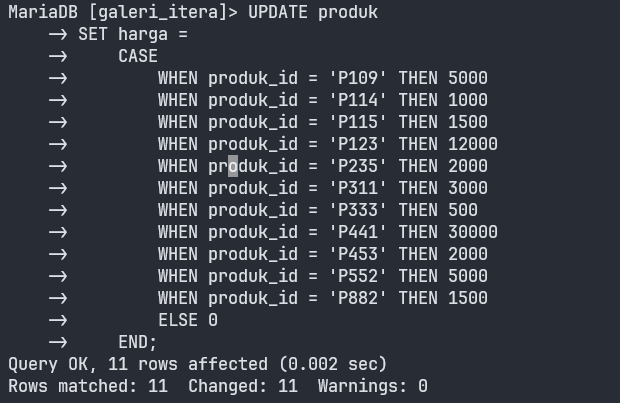 MariaDB [galeri_itera]> UPDATE produk
    -> SET harga =
    ->     CASE
    ->         WHEN produk_id = 'P109' THEN 5000
    ->         WHEN produk_id = 'P114' THEN 1000
    ->         WHEN produk_id = 'P115' THEN 1500
    ->         WHEN produk_id = 'P123' THEN 12000
    ->         WHEN produk_id = 'P235' THEN 2000
    ->         WHEN produk_id = 'P311' THEN 3000
    ->         WHEN produk_id = 'P333' THEN 500
    ->         WHEN produk_id = 'P441' THEN 30000
    ->         WHEN produk_id = 'P453' THEN 2000
    ->         WHEN produk_id = 'P552' THEN 5000
    ->         WHEN produk_id = 'P882' THEN 1500
    ->         ELSE 0
    ->     END;
Query OK, 11 rows affected (0.002 sec)
Rows matched: 11  Changed: 11  Warnings: 0